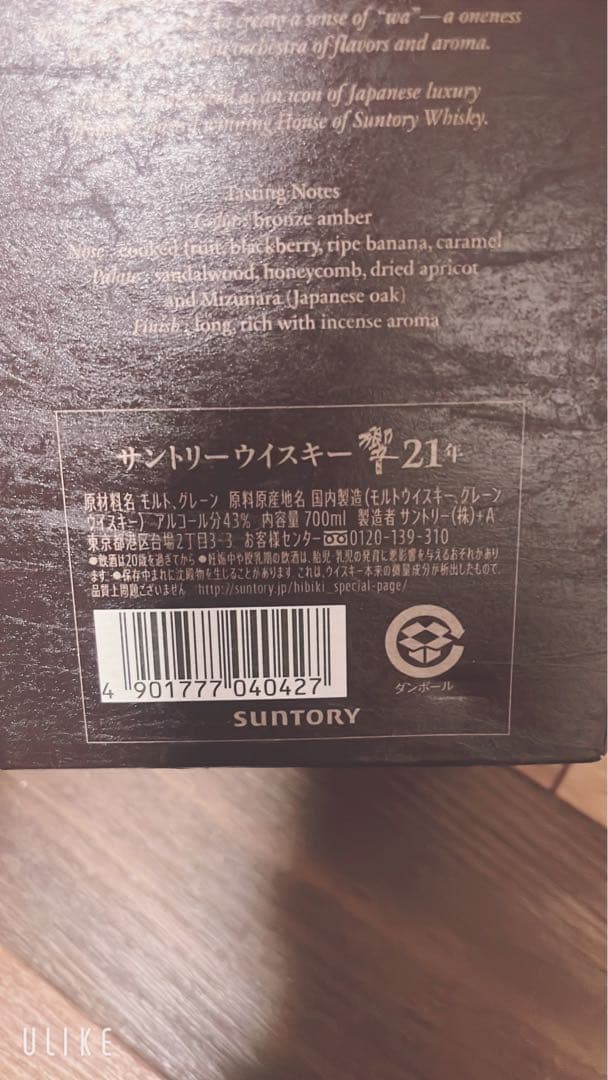 to create a sense of "wa"—a oneness
orchestra of flavors and aroma.
as an icon of Japanese luxury
winning House of Suntory Whisky.
Tasting Notes
Color: bronze amber
Nose: cooked fruit, blackberry, ripe banana, caramel
Palate: sandalwood, honeycomb, dried apricot
and Mizunara (Japanese oak)
Finish: long, rich with incense aroma
サントリーウイスキー 響 21年
原材料名 モルト、グレーン 原料原産地名 国内製造(モルトウイスキー、グレーン
ウイスキー) アルコール分43% 内容量 700ml 製造者 サントリー(株)+A
東京都港区台場2丁目3-3 お客様センター 0120-139-310
●飲酒は20歳を過ぎてから ●妊娠中や授乳期の飲酒は、胎児・乳児の発育に悪影響を与えるおそれがあり
ます ●保存中まれに沈殿物を生じることがあります これは、ウイスキー本来の微量成分が析出したもので、
品質上問題ございません http://suntory.jp/hibiki_special-page/
4 901777 040427
ダンボール
SUNTORY
ULIKE